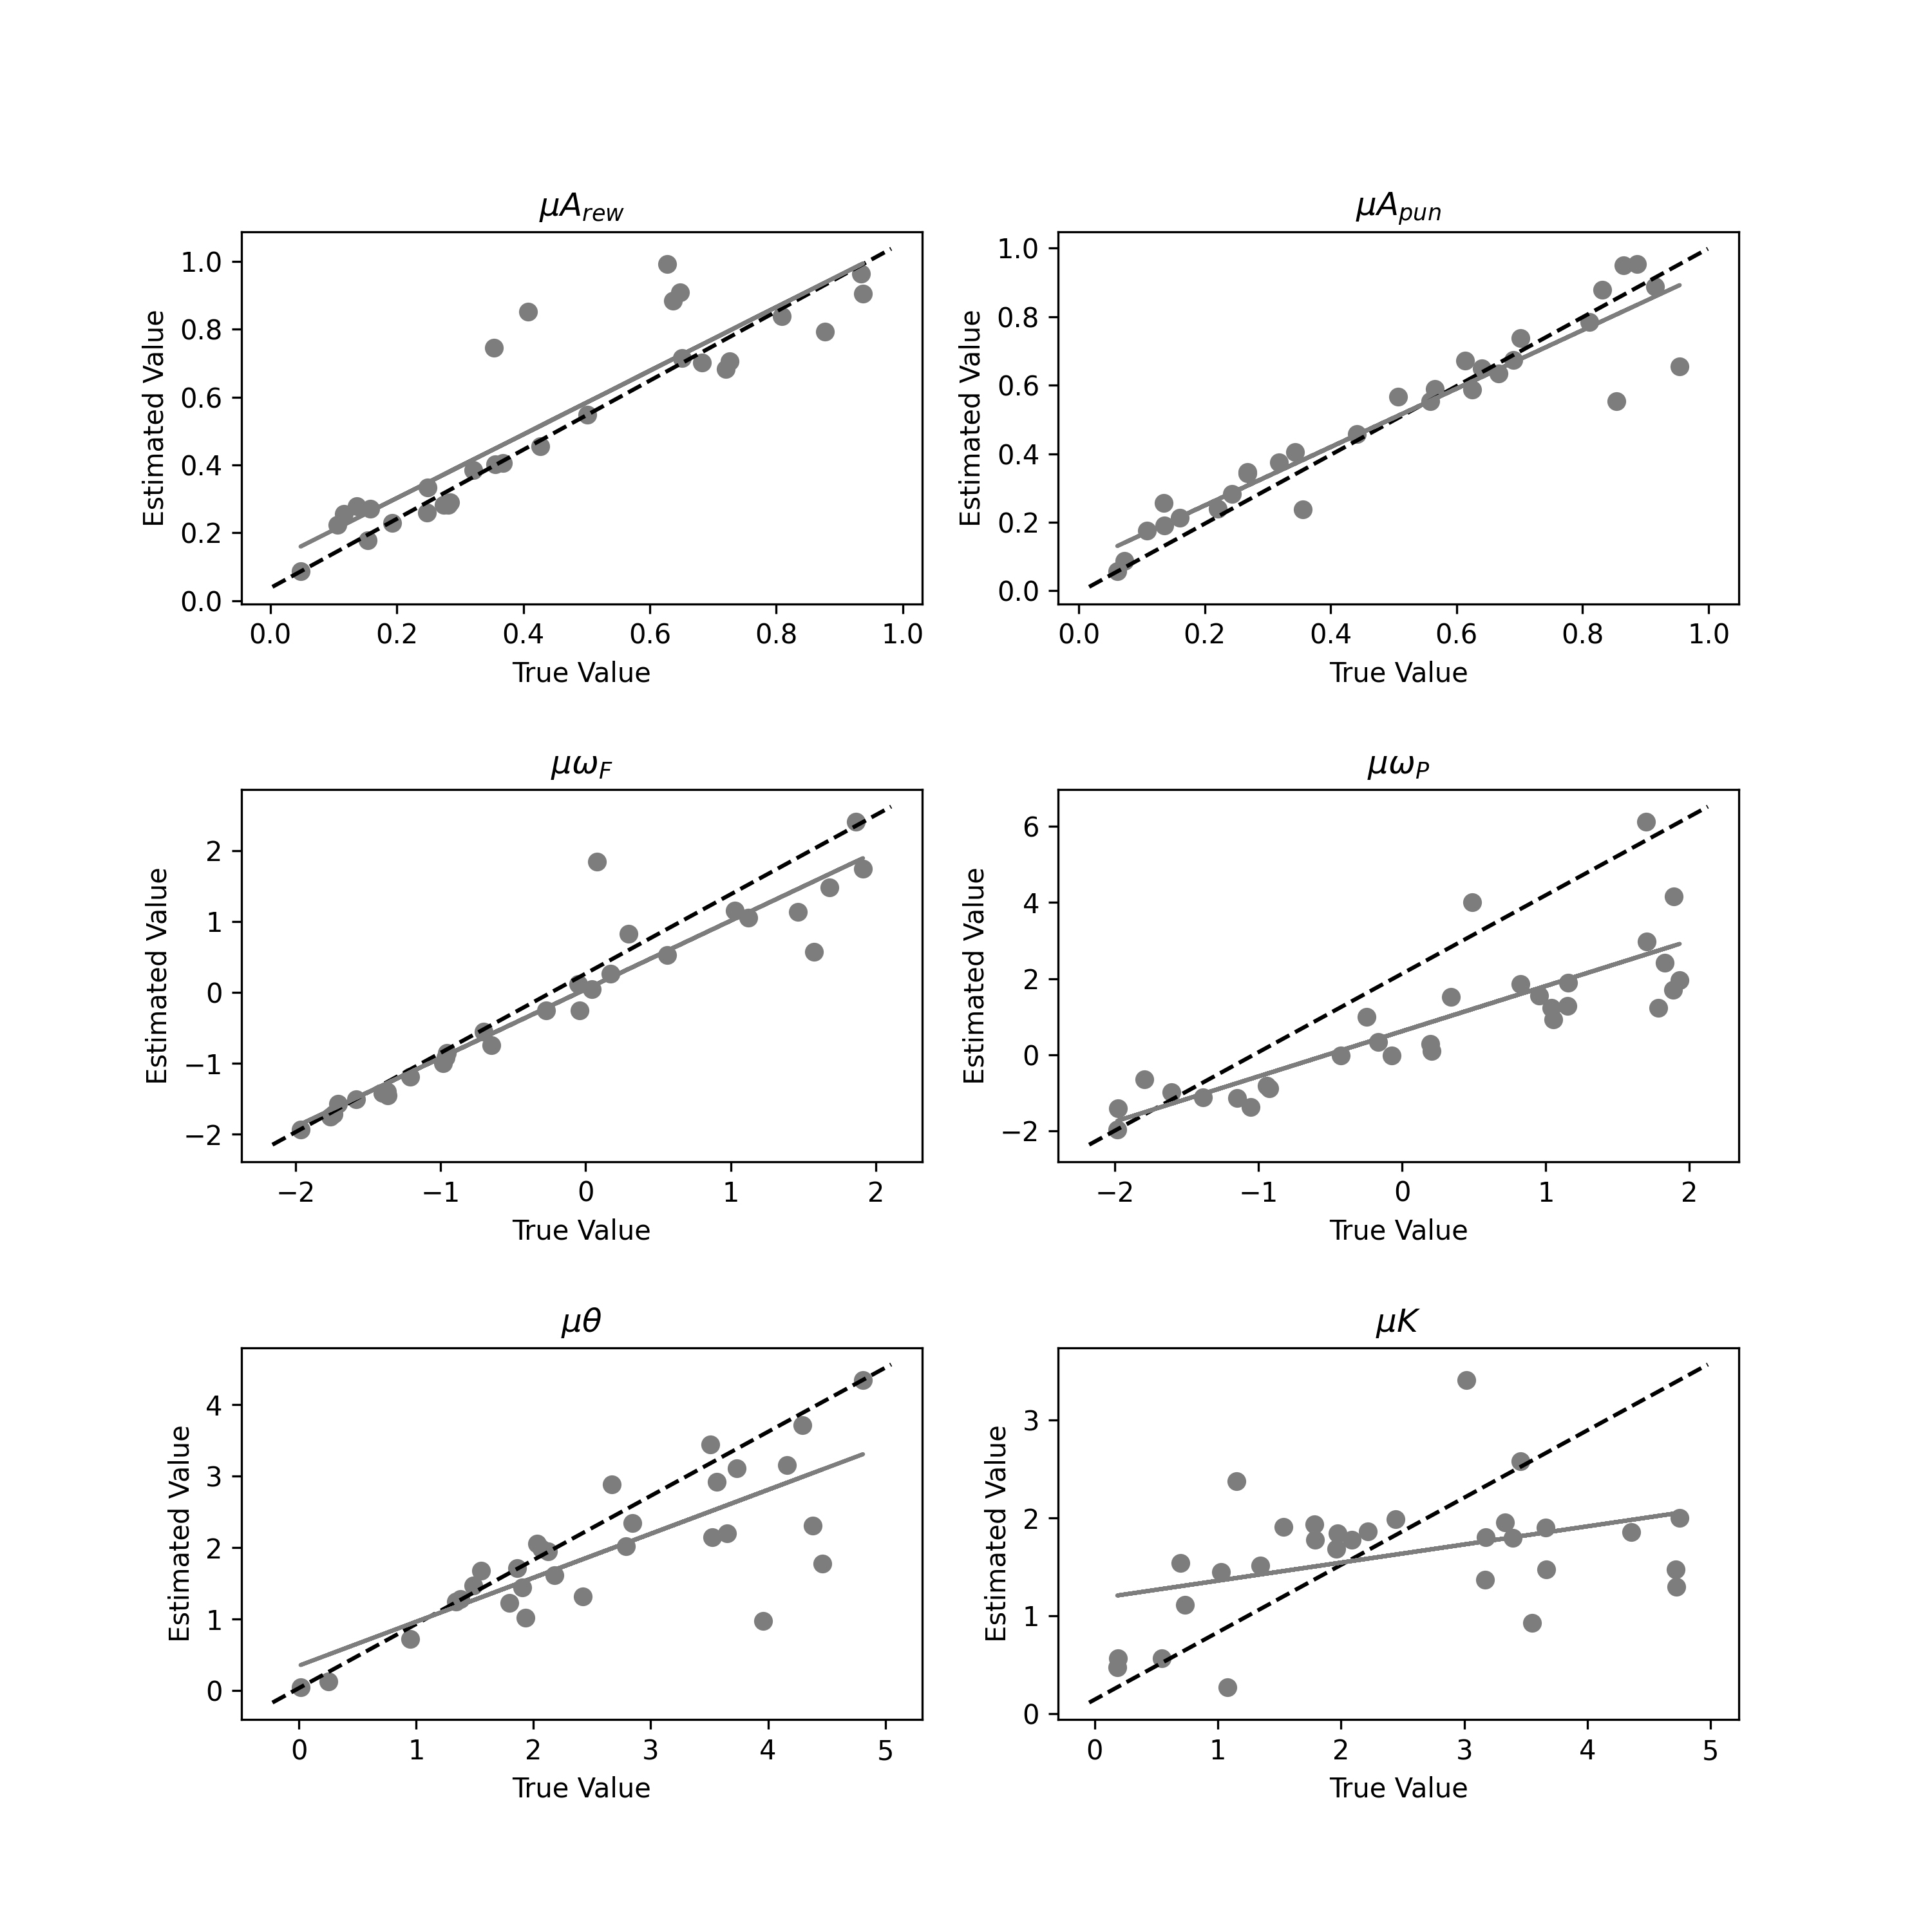 μA_rew
μA_pun
Estimated Value
1.0
0.8
0.6
0.4
0.2
0.0
0.0 0.2 0.4 0.6 0.8 1.0
True Value
Estimated Value
1.0
0.8
0.6
0.4
0.2
0.0
0.0 0.2 0.4 0.6 0.8 1.0
True Value
μω_F
μω_P
Estimated Value
2
1
0
−1
−2
−2 −1 0 1 2
True Value
Estimated Value
6
4
2
0
−2
−2 −1 0 1 2
True Value
μθ
μK
Estimated Value
4
3
2
1
0
0 1 2 3 4 5
True Value
Estimated Value
3
2
1
0
0 1 2 3 4 5
True Value